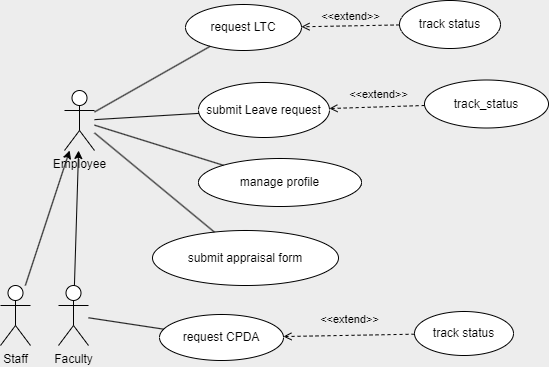 request LTC
<<extend>>
track status
submit Leave request
<<extend>>
track_status
Employee
manage profile
submit appraisal form
request CPDA
<<extend>>
track status
Staff
Faculty